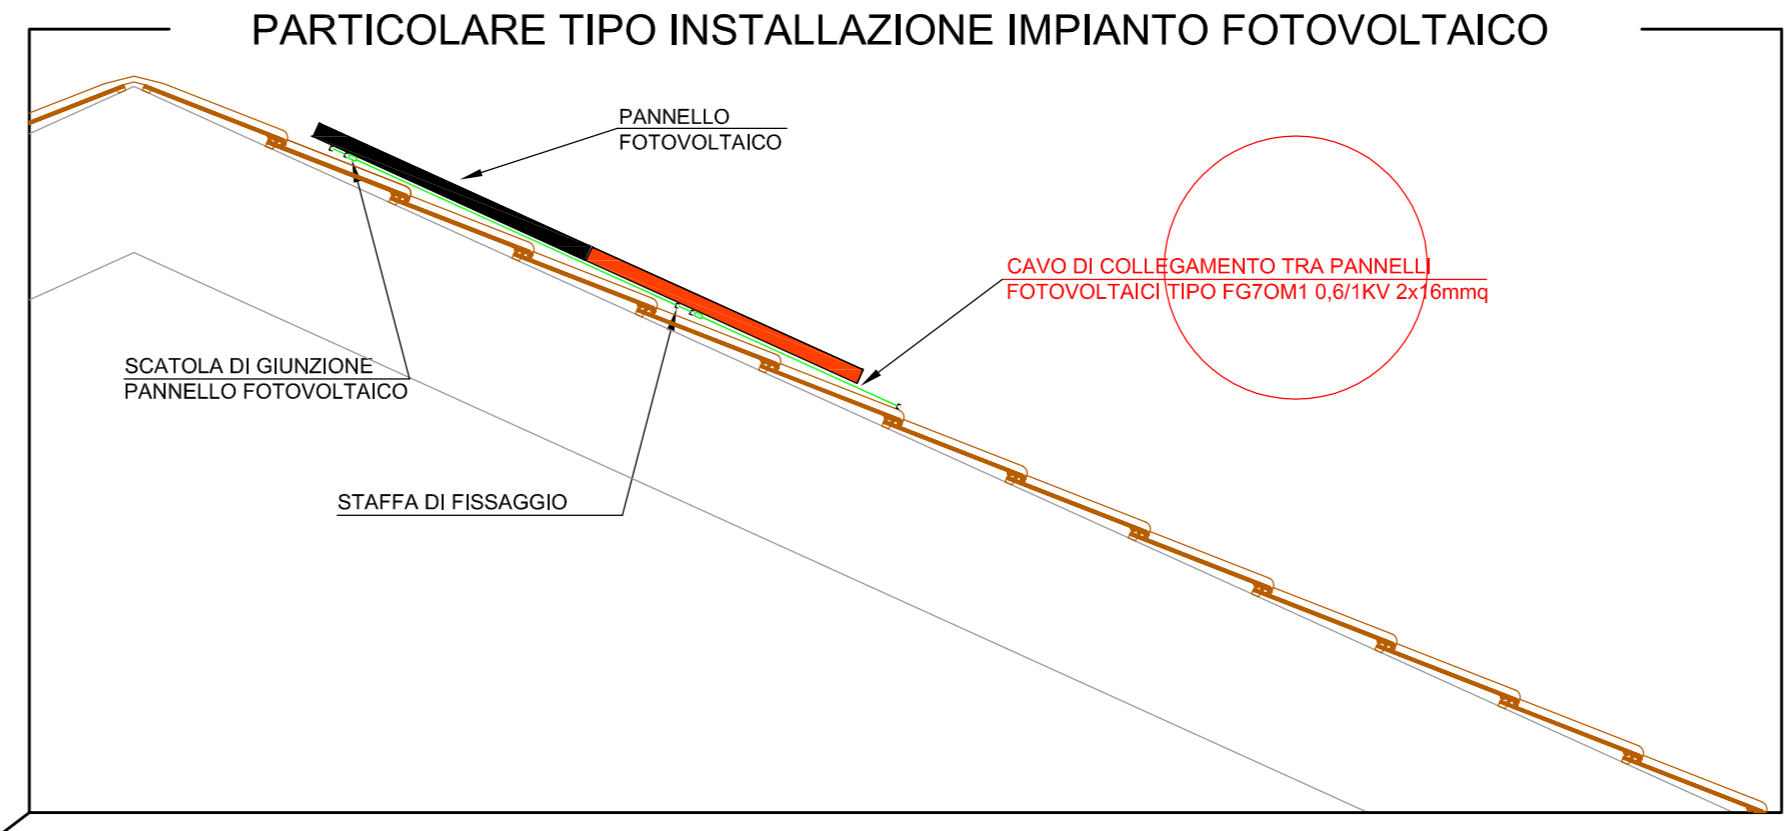 PARTICOLARE TIPO INSTALLAZIONE IMPIANTO FOTOVOLTAICO
PANNELLO
FOTOVOLTAICO
CAVO DI COLLEGAMENTO TRA PANNELLI
FOTOVOLTAICI TIPO FG7OM1 0,6/1KV 2x16mmq
SCATOLA DI GIUNZIONE
PANNELLO FOTOVOLTAICO
STAFFA DI FISSAGGIO